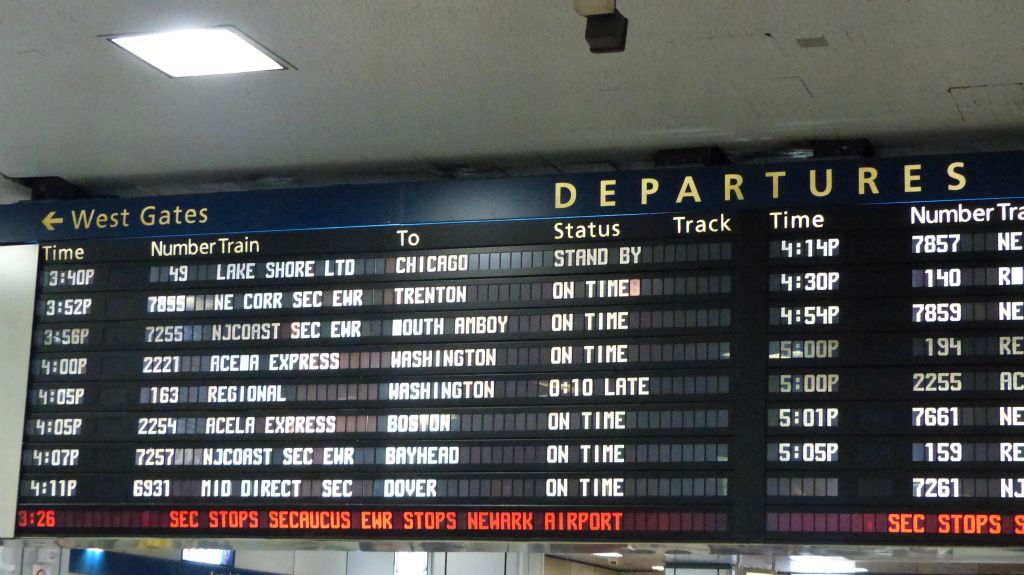 ← West Gates DEPARTURES
Time Number Train To Status Track Time Number Tra
3:40P 49 LAKE SHORE LTD CHICAGO STAND BY 4:14P 7857 NE
3:52P 7855 NE CORR SEC EWR TRENTON ON TIME 4:30P 140
3:56P 7255 NJCOAST SEC EWR SOUTH AMBOY ON TIME 4:54P 7859 NE
4:00P 2221 ACELA EXPRESS WASHINGTON ON TIME 5:00P 194 RE
4:05P 163 REGIONAL WASHINGTON 0:10 LATE 5:00P 2255 AC
4:05P 2254 ACELA EXPRESS BOSTON ON TIME 5:01P 7661 NE
4:07P 7257 NJCOAST SEC EWR BAYHEAD ON TIME 5:05P 159 RE
4:11P 6931 MID DIRECT SEC DOVER ON TIME 7261 NJ
3:26 SEC STOPS SECAUCUS EWR STOPS NEWARK AIRPORT SEC STOPS S